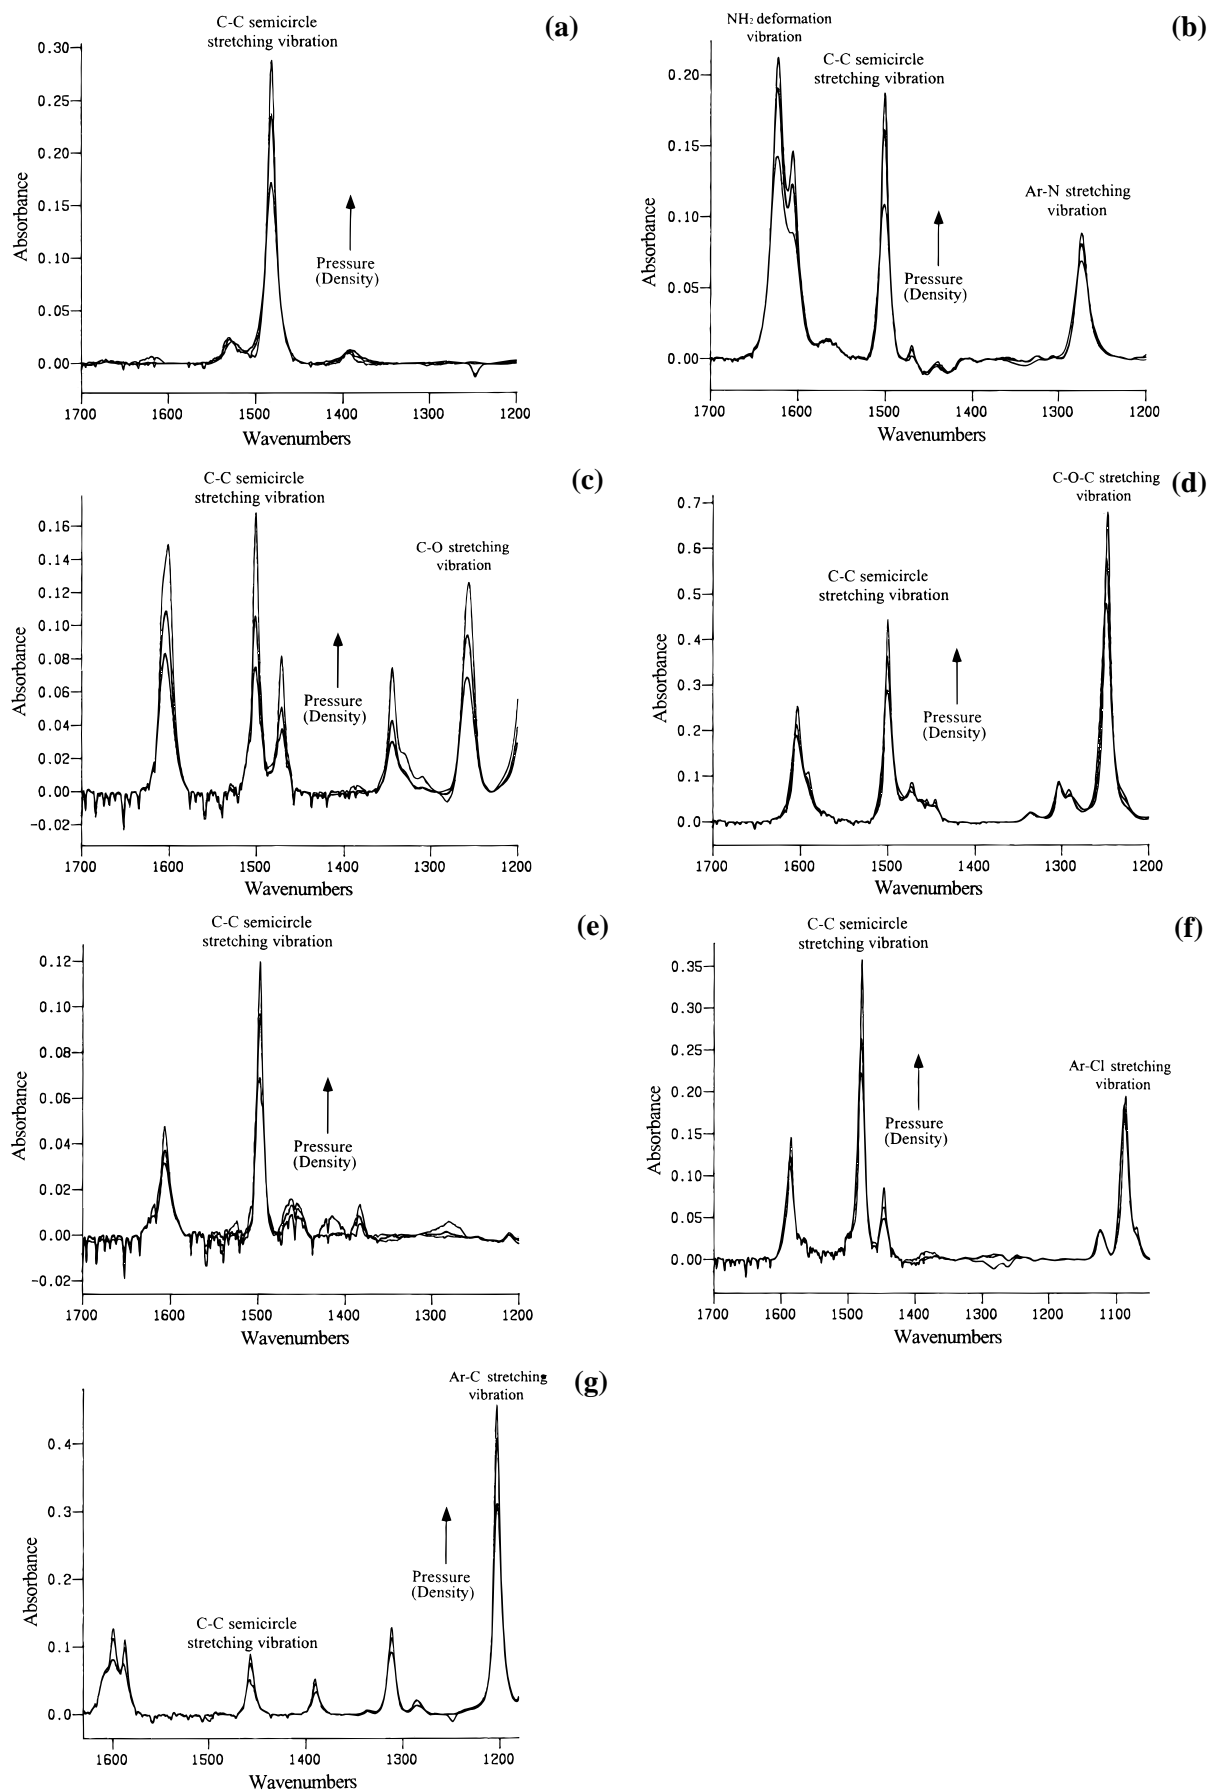 (a)
C-C semicircle
stretching vibration
0.30
0.25
0.20
0.15
0.10
0.05
0.00
Absorbance
Pressure
(Density)
1700 1600 1500 1400 1300 1200
Wavenumbers
(b)
NH₂ deformation
vibration
C-C semicircle
stretching vibration
Ar-N stretching
vibration
0.20
0.15
0.10
0.05
0.00
Absorbance
Pressure
(Density)
1700 1600 1500 1400 1300 1200
Wavenumbers
(c)
C-C semicircle
stretching vibration
C-O stretching
vibration
0.16
0.14
0.12
0.10
0.08
0.06
0.04
0.02
0.00
-0.02
Absorbance
Pressure
(Density)
1700 1600 1500 1400 1300 1200
Wavenumbers
(d)
C-O-C stretching
vibration
C-C semicircle
stretching vibration
0.7
0.6
0.5
0.4
0.3
0.2
0.1
0.0
Absorbance
Pressure
(Density)
1700 1600 1500 1400 1300 1200
Wavenumbers
(e)
C-C semicircle
stretching vibration
0.12
0.10
0.08
0.06
0.04
0.02
0.00
-0.02
Absorbance
Pressure
(Density)
1700 1600 1500 1400 1300 1200
Wavenumbers
(f)
C-C semicircle
stretching vibration
Ar-Cl stretching
vibration
0.35
0.30
0.25
0.20
0.15
0.10
0.05
0.00
Absorbance
Pressure
(Density)
1700 1600 1500 1400 1300 1200 1100
Wavenumbers
(g)
Ar-C stretching
vibration
C-C semicircle
stretching vibration
0.4
0.3
0.2
0.1
0.0
Absorbance
Pressure
(Density)
1600 1500 1400 1300 1200
Wavenumbers